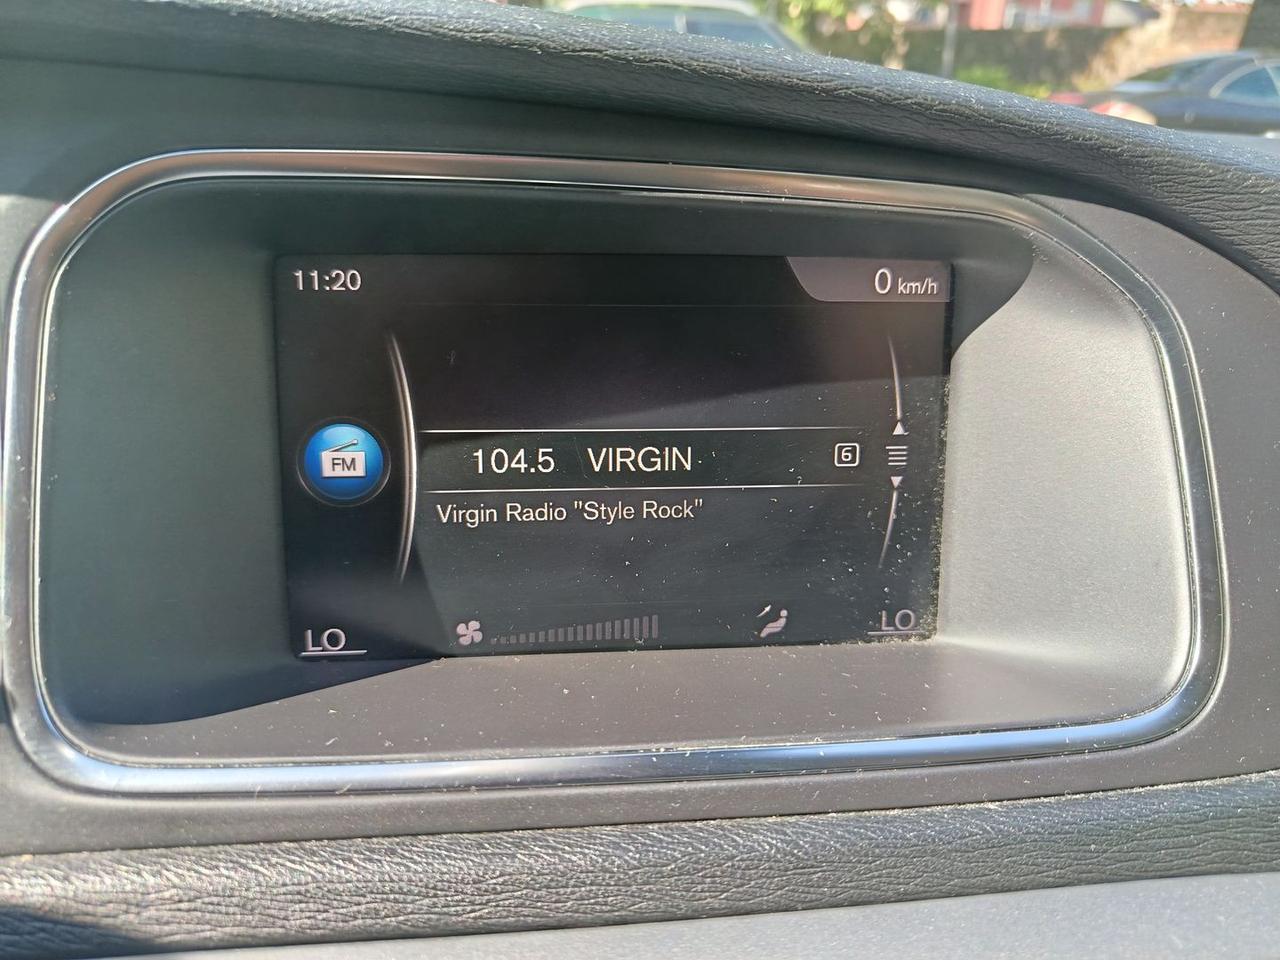 11:20
0 km/h
FM
104.5 VIRGIN
6
Virgin Radio "Style Rock"
LO
LO